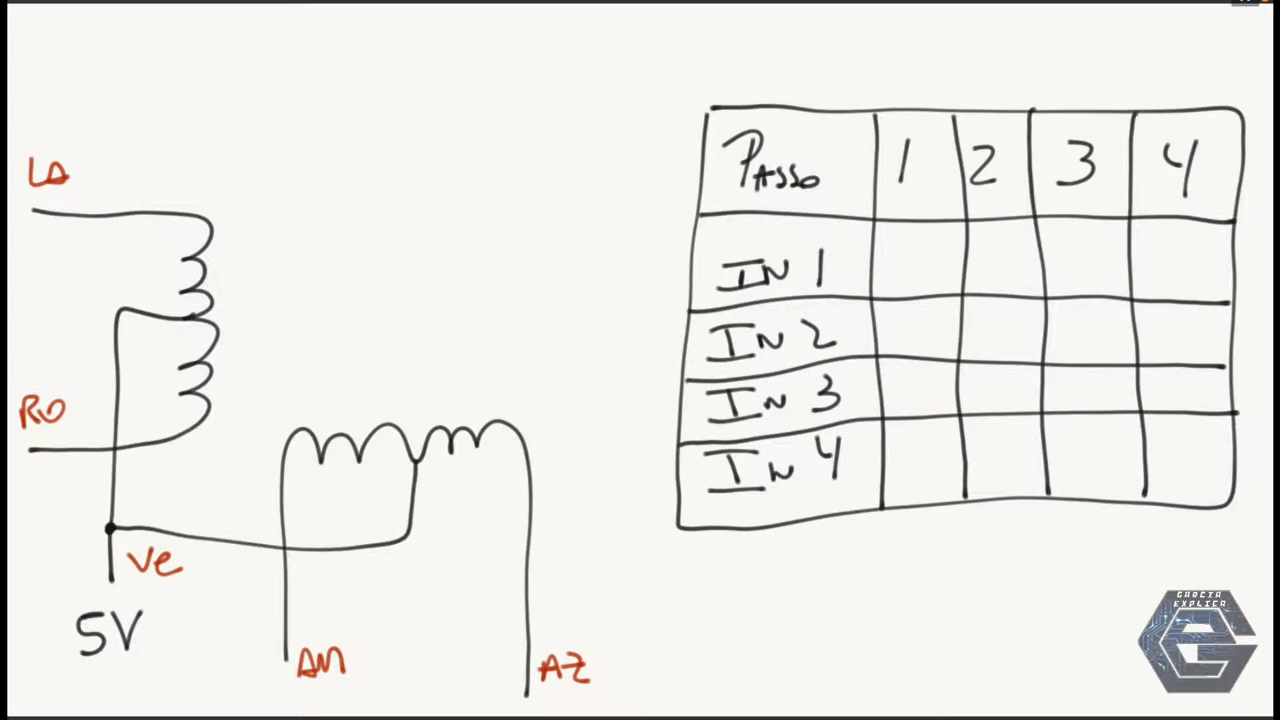 LA
RO
Ve
5V
AM
AZ
PASSO 1 2 3 4
IN 1
IN 2
IN 3
IN 4
GARCIA
EXPLICA